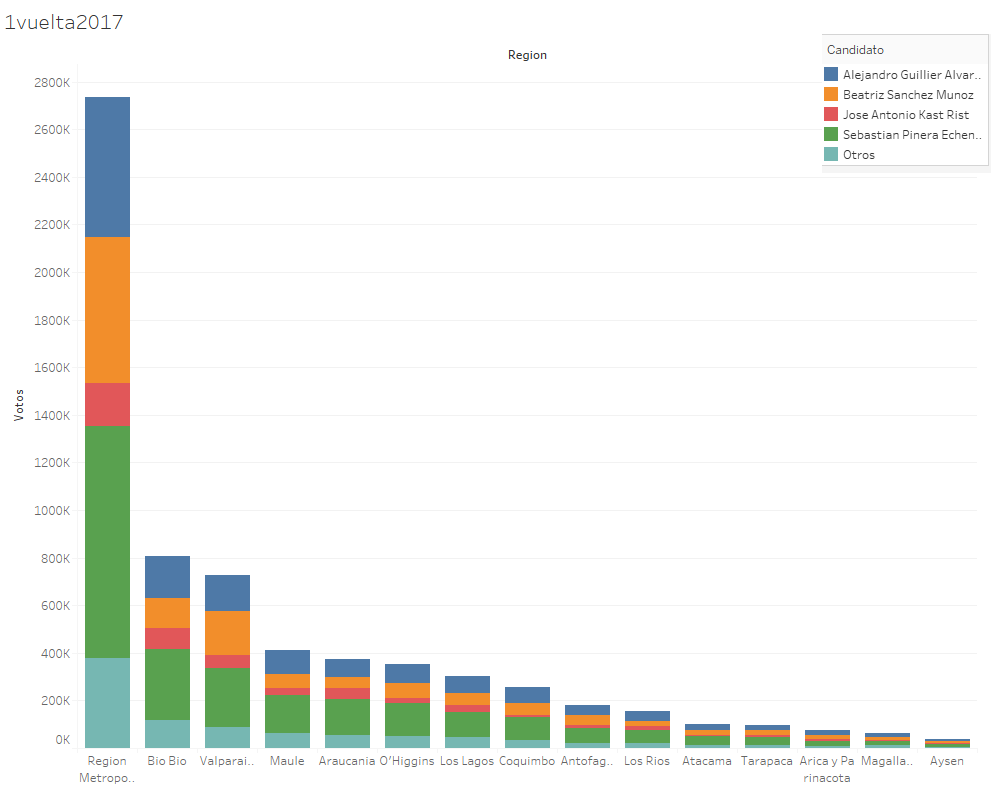 1vuelta2017
Region
Candidato
Alejandro Guillier Alvar..
Beatriz Sanchez Munoz
Jose Antonio Kast Rist
Sebastian Pinera Echen..
Otros
2800K
2600K
2400K
2200K
2000K
1800K
1600K
1400K
1200K
1000K
800K
600K
400K
200K
0K
Votos
Region
Metropo..
Bio Bio
Valparai..
Maule
Araucania
O'Higgins
Los Lagos
Coquimbo
Antofag..
Los Rios
Atacama
Tarapaca
Arica y Pa
rinacota
Magalla..
Aysen